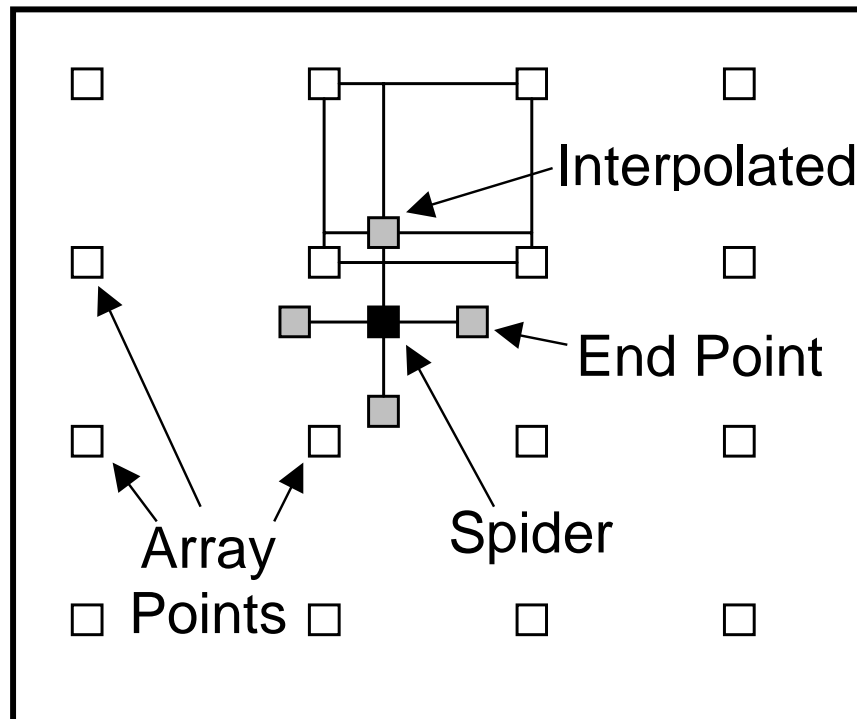 Interpolated
End Point
Spider
Array
Points